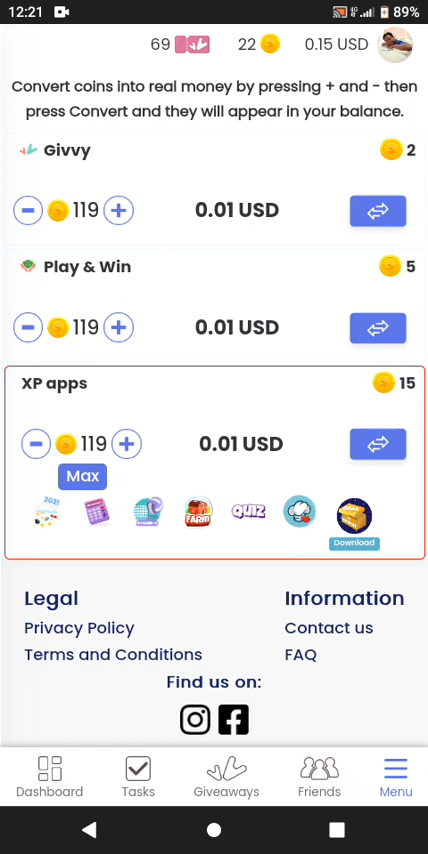 12:21 89%
69 22 0.15 USD
Convert coins into real money by pressing + and - then
press Convert and they will appear in your balance.
Givvy 2
119 0.01 USD
Play & Win 5
119 0.01 USD
XP apps 15
119 0.01 USD
Max
2021 FARM QUIZ
Download
Legal Information
Privacy Policy Contact us
Terms and Conditions FAQ
Find us on:
Dashboard Tasks Giveaways Friends Menu